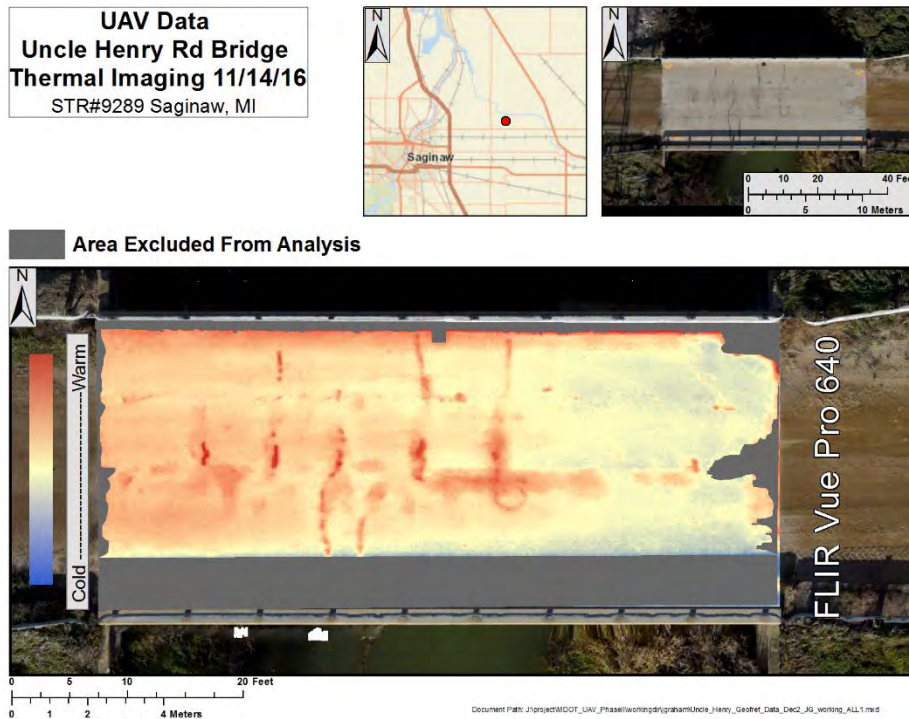 UAV Data
Uncle Henry Rd Bridge
Thermal Imaging 11/14/16
STR#9289 Saginaw, MI
N
Saginaw
N
0 10 20 40 Feet
0 5 10 Meters
Area Excluded From Analysis
N
Cold ---------------------- Warm
FLIR Vue Pro 640
0 5 10 20 Feet
0 1 2 4 Meters